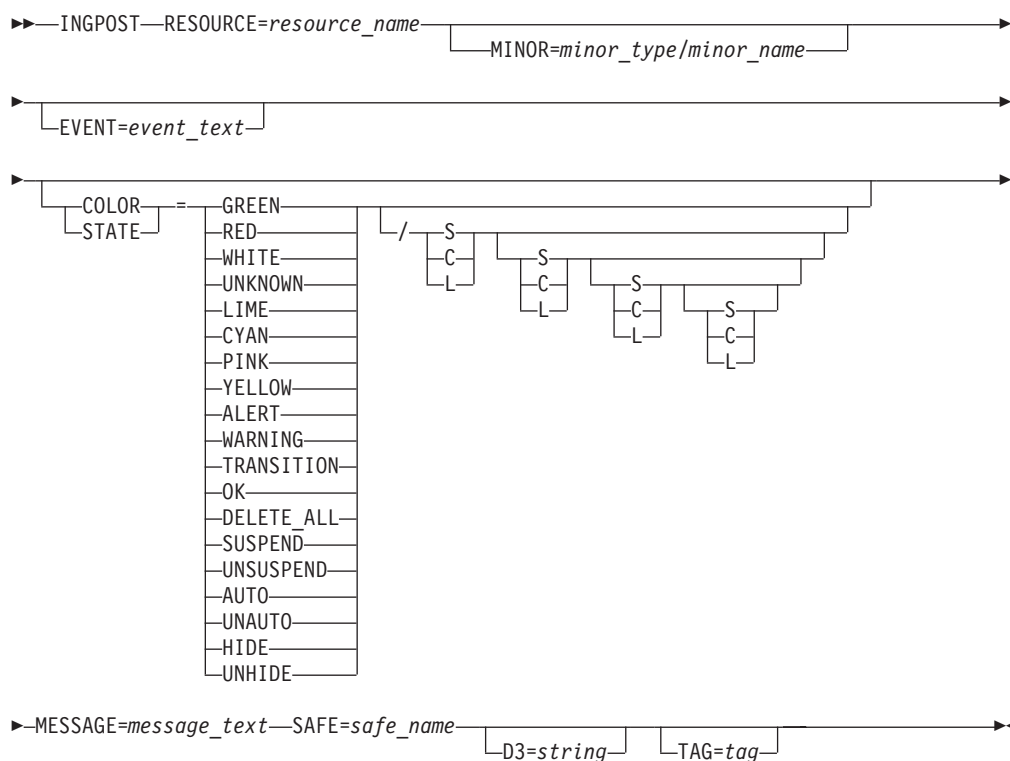 INGPOST RESOURCE=resource_name
MINOR=minor_type/minor_name
EVENT=event_text
COLOR = GREEN / S
STATE RED C S
WHITE L C S
UNKNOWN L C S
LIME L C
CYAN L
PINK
YELLOW
ALERT
WARNING
TRANSITION
OK
DELETE_ALL
SUSPEND
UNSUSPEND
AUTO
UNAUTO
HIDE
UNHIDE
MESSAGE=message_text SAFE=safe_name
D3=string TAG=tag